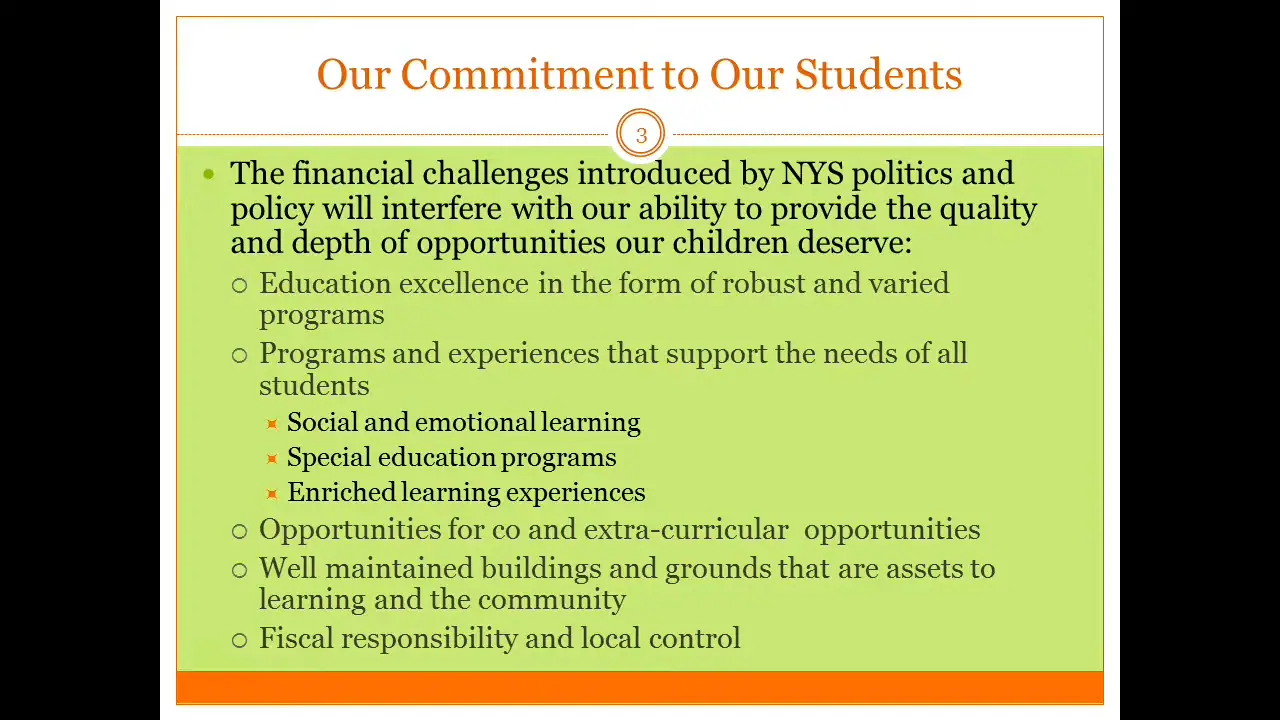 Our Commitment to Our Students
3
The financial challenges introduced by NYS politics and
policy will interfere with our ability to provide the quality
and depth of opportunities our children deserve:
Education excellence in the form of robust and varied
programs
Programs and experiences that support the needs of all
students
Social and emotional learning
Special education programs
Enriched learning experiences
Opportunities for co and extra-curricular  opportunities
Well maintained buildings and grounds that are assets to
learning and the community
Fiscal responsibility and local control